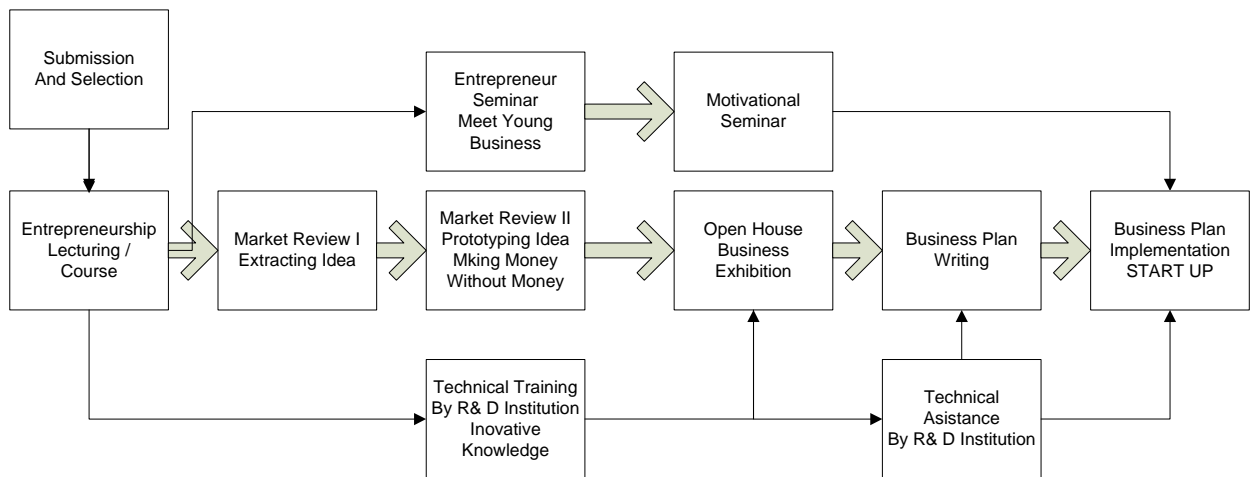 Submission
And Selection
Entrepreneur
Seminar
Meet Young
Business
Motivational
Seminar
Entrepreneurship
Lecturing /
Course
Market Review I
Extracting Idea
Market Review II
Prototyping Idea
Mking Money
Without Money
Open House
Business
Exhibition
Business Plan
Writing
Business Plan
Implementation
START UP
Technical Training
By R& D Institution
Inovative
Knowledge
Technical
Asistance
By R& D Institution